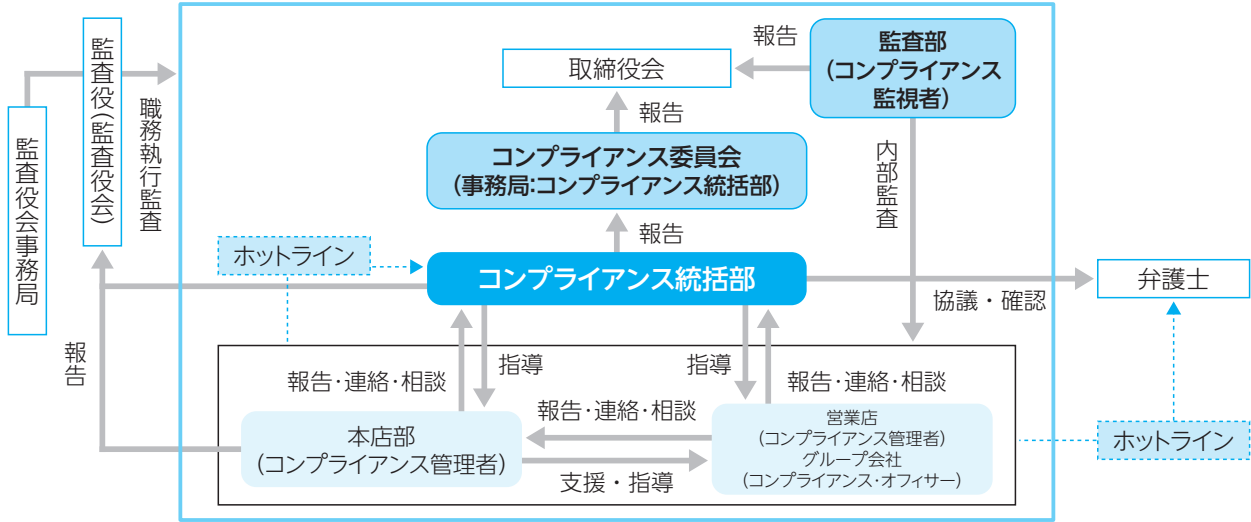 監査役会事務局
監査役(監査役会)
職務執行監査
報告
取締役会
報告
監査部
(コンプライアンス
監視者)
報告
コンプライアンス委員会
(事務局:コンプライアンス統括部)
内部監査
報告
ホットライン
コンプライアンス統括部
協議・確認
弁護士
報告・連絡・相談
指導
指導
報告・連絡・相談
報告・連絡・相談
本店部
(コンプライアンス管理者)
支援・指導
営業店
(コンプライアンス管理者)
グループ会社
(コンプライアンス・オフィサー)
ホットライン